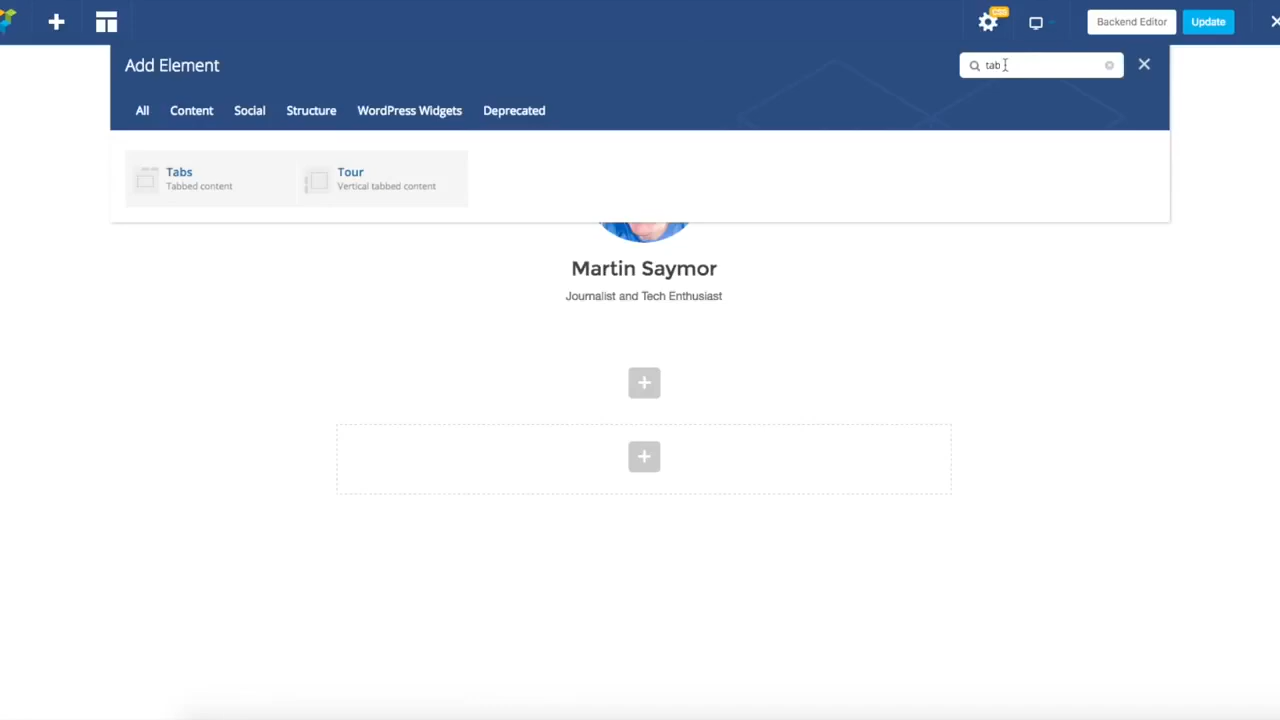 CSS
Backend Editor
Update
Add Element
tab
All
Content
Social
Structure
WordPress Widgets
Deprecated
Tabs
Tabbed content
Tour
Vertical tabbed content
Martin Saymor
Journalist and Tech Enthusiast